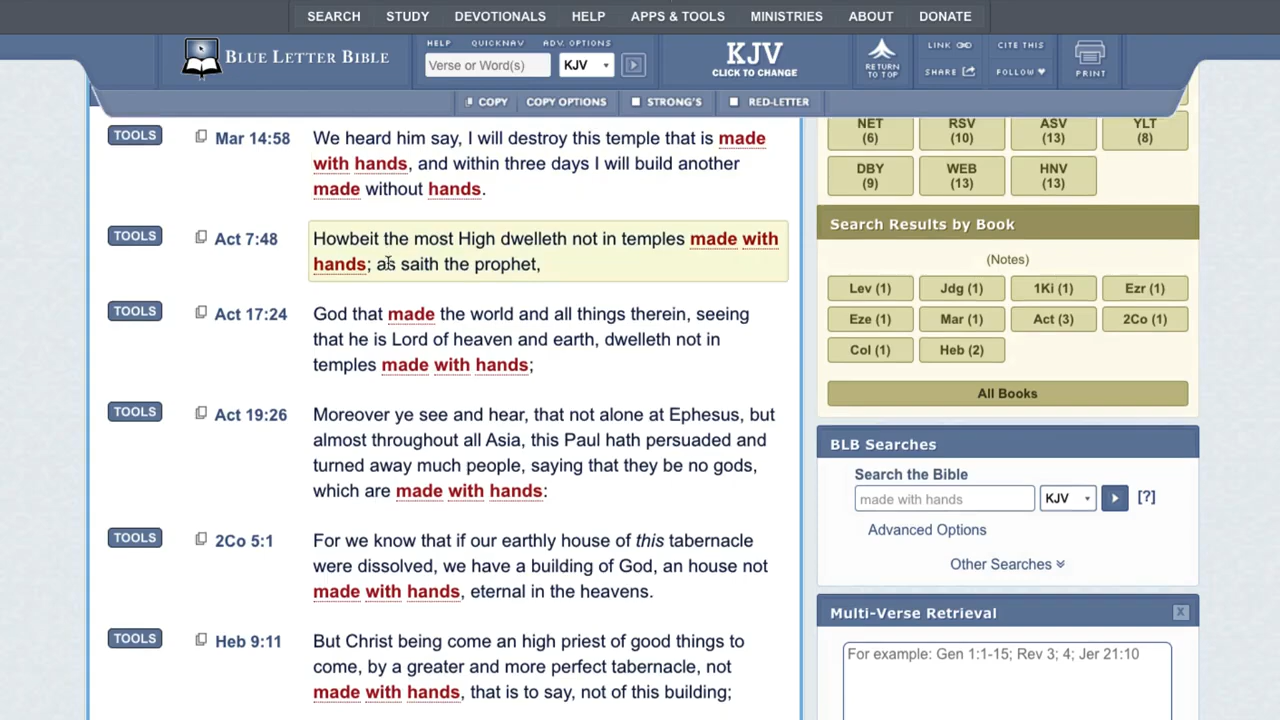 SEARCH STUDY DEVOTIONALS HELP APPS & TOOLS MINISTRIES ABOUT DONATE
BLUE LETTER BIBLE
HELP QUICKNAV ADV. OPTIONS
Verse or Word(s) KJV
KJV
CLICK TO CHANGE
RETURN
TO TOP
LINK CITE THIS
SHARE FOLLOW
PRINT
COPY COPY OPTIONS STRONG'S RED-LETTER
TOOLS Mar 14:58 We heard him say, I will destroy this temple that is made
with hands, and within three days I will build another
made without hands.
TOOLS Act 7:48 Howbeit the most High dwelleth not in temples made with
hands; as saith the prophet,
TOOLS Act 17:24 God that made the world and all things therein, seeing
that he is Lord of heaven and earth, dwelleth not in
temples made with hands;
TOOLS Act 19:26 Moreover ye see and hear, that not alone at Ephesus, but
almost throughout all Asia, this Paul hath persuaded and
turned away much people, saying that they be no gods,
which are made with hands:
TOOLS 2Co 5:1 For we know that if our earthly house of this tabernacle
were dissolved, we have a building of God, an house not
made with hands, eternal in the heavens.
TOOLS Heb 9:11 But Christ being come an high priest of good things to
come, by a greater and more perfect tabernacle, not
made with hands, that is to say, not of this building;
NET RSV ASV YLT
(6) (10) (13) (8)
DBY WEB HNV
(9) (13) (13)
Search Results by Book
(Notes)
Lev (1) Jdg (1) 1Ki (1) Ezr (1)
Eze (1) Mar (1) Act (3) 2Co (1)
Col (1) Heb (2)
All Books
BLB Searches
Search the Bible
made with hands KJV [?]
Advanced Options
Other Searches
Multi-Verse Retrieval X
For example: Gen 1:1-15; Rev 3; 4; Jer 21:10